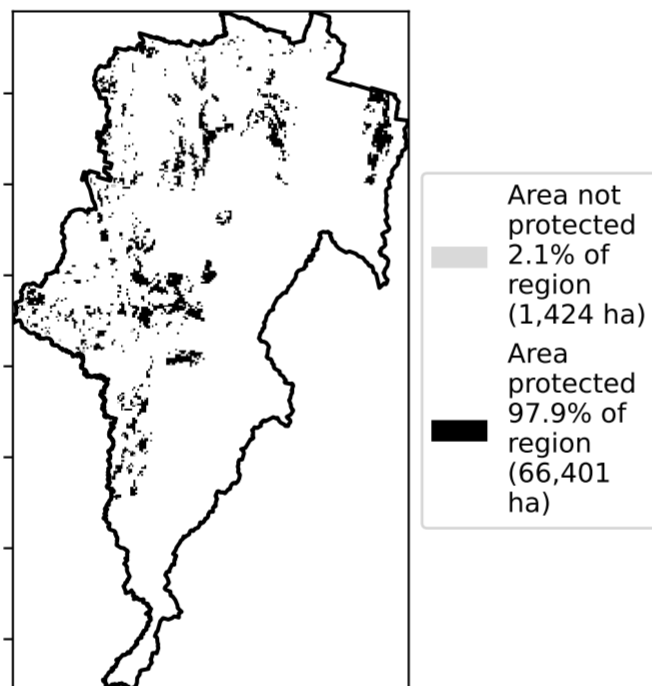 Area not
protected
2.1% of
region
(1,424 ha)
Area
protected
97.9% of
region
(66,401
ha)